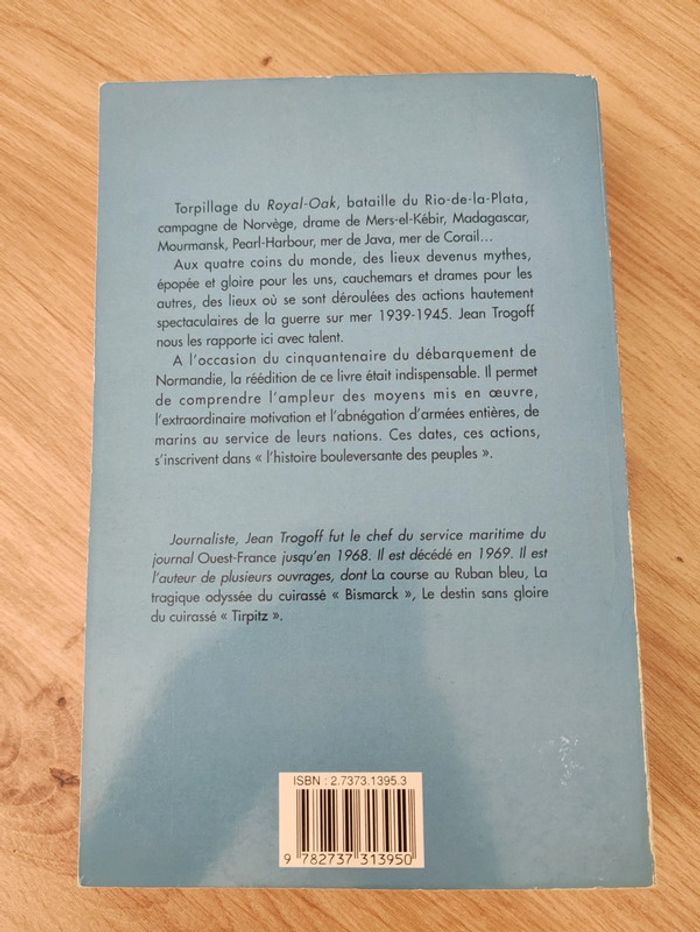 Torpillage du Royal-Oak, bataille du Rio-de-la-Plata,
campagne de Norvège, drame de Mers-el-Kébir, Madagascar,
Mourmansk, Pearl-Harbour, mer de Java, mer de Corail...
Aux quatre coins du monde, des lieux devenus mythes,
épopée et gloire pour les uns, cauchemars et drames pour les
autres, des lieux où se sont déroulées des actions hautement
spectaculaires de la guerre sur mer 1939-1945. Jean Trogoff
nous les rapporte ici avec talent.
A l'occasion du cinquantenaire du débarquement de
Normandie, la réédition de ce livre était indispensable. Il permet
de comprendre l'ampleur des moyens mis en œuvre,
l'extraordinaire motivation et l'abnégation d'armées entières, de
marins au service de leurs nations. Ces dates, ces actions,
s'inscrivent dans « l'histoire bouleversante des peuples ».
Journaliste, Jean Trogoff fut le chef du service maritime du
journal Ouest-France jusqu'en 1968. Il est décédé en 1969. Il est
l'auteur de plusieurs ouvrages, dont La course au Ruban bleu, La
tragique odyssée du cuirassé « Bismarck », Le destin sans gloire
du cuirassé « Tirpitz ».
ISBN : 2.7373.1395.3
9 782737 313950